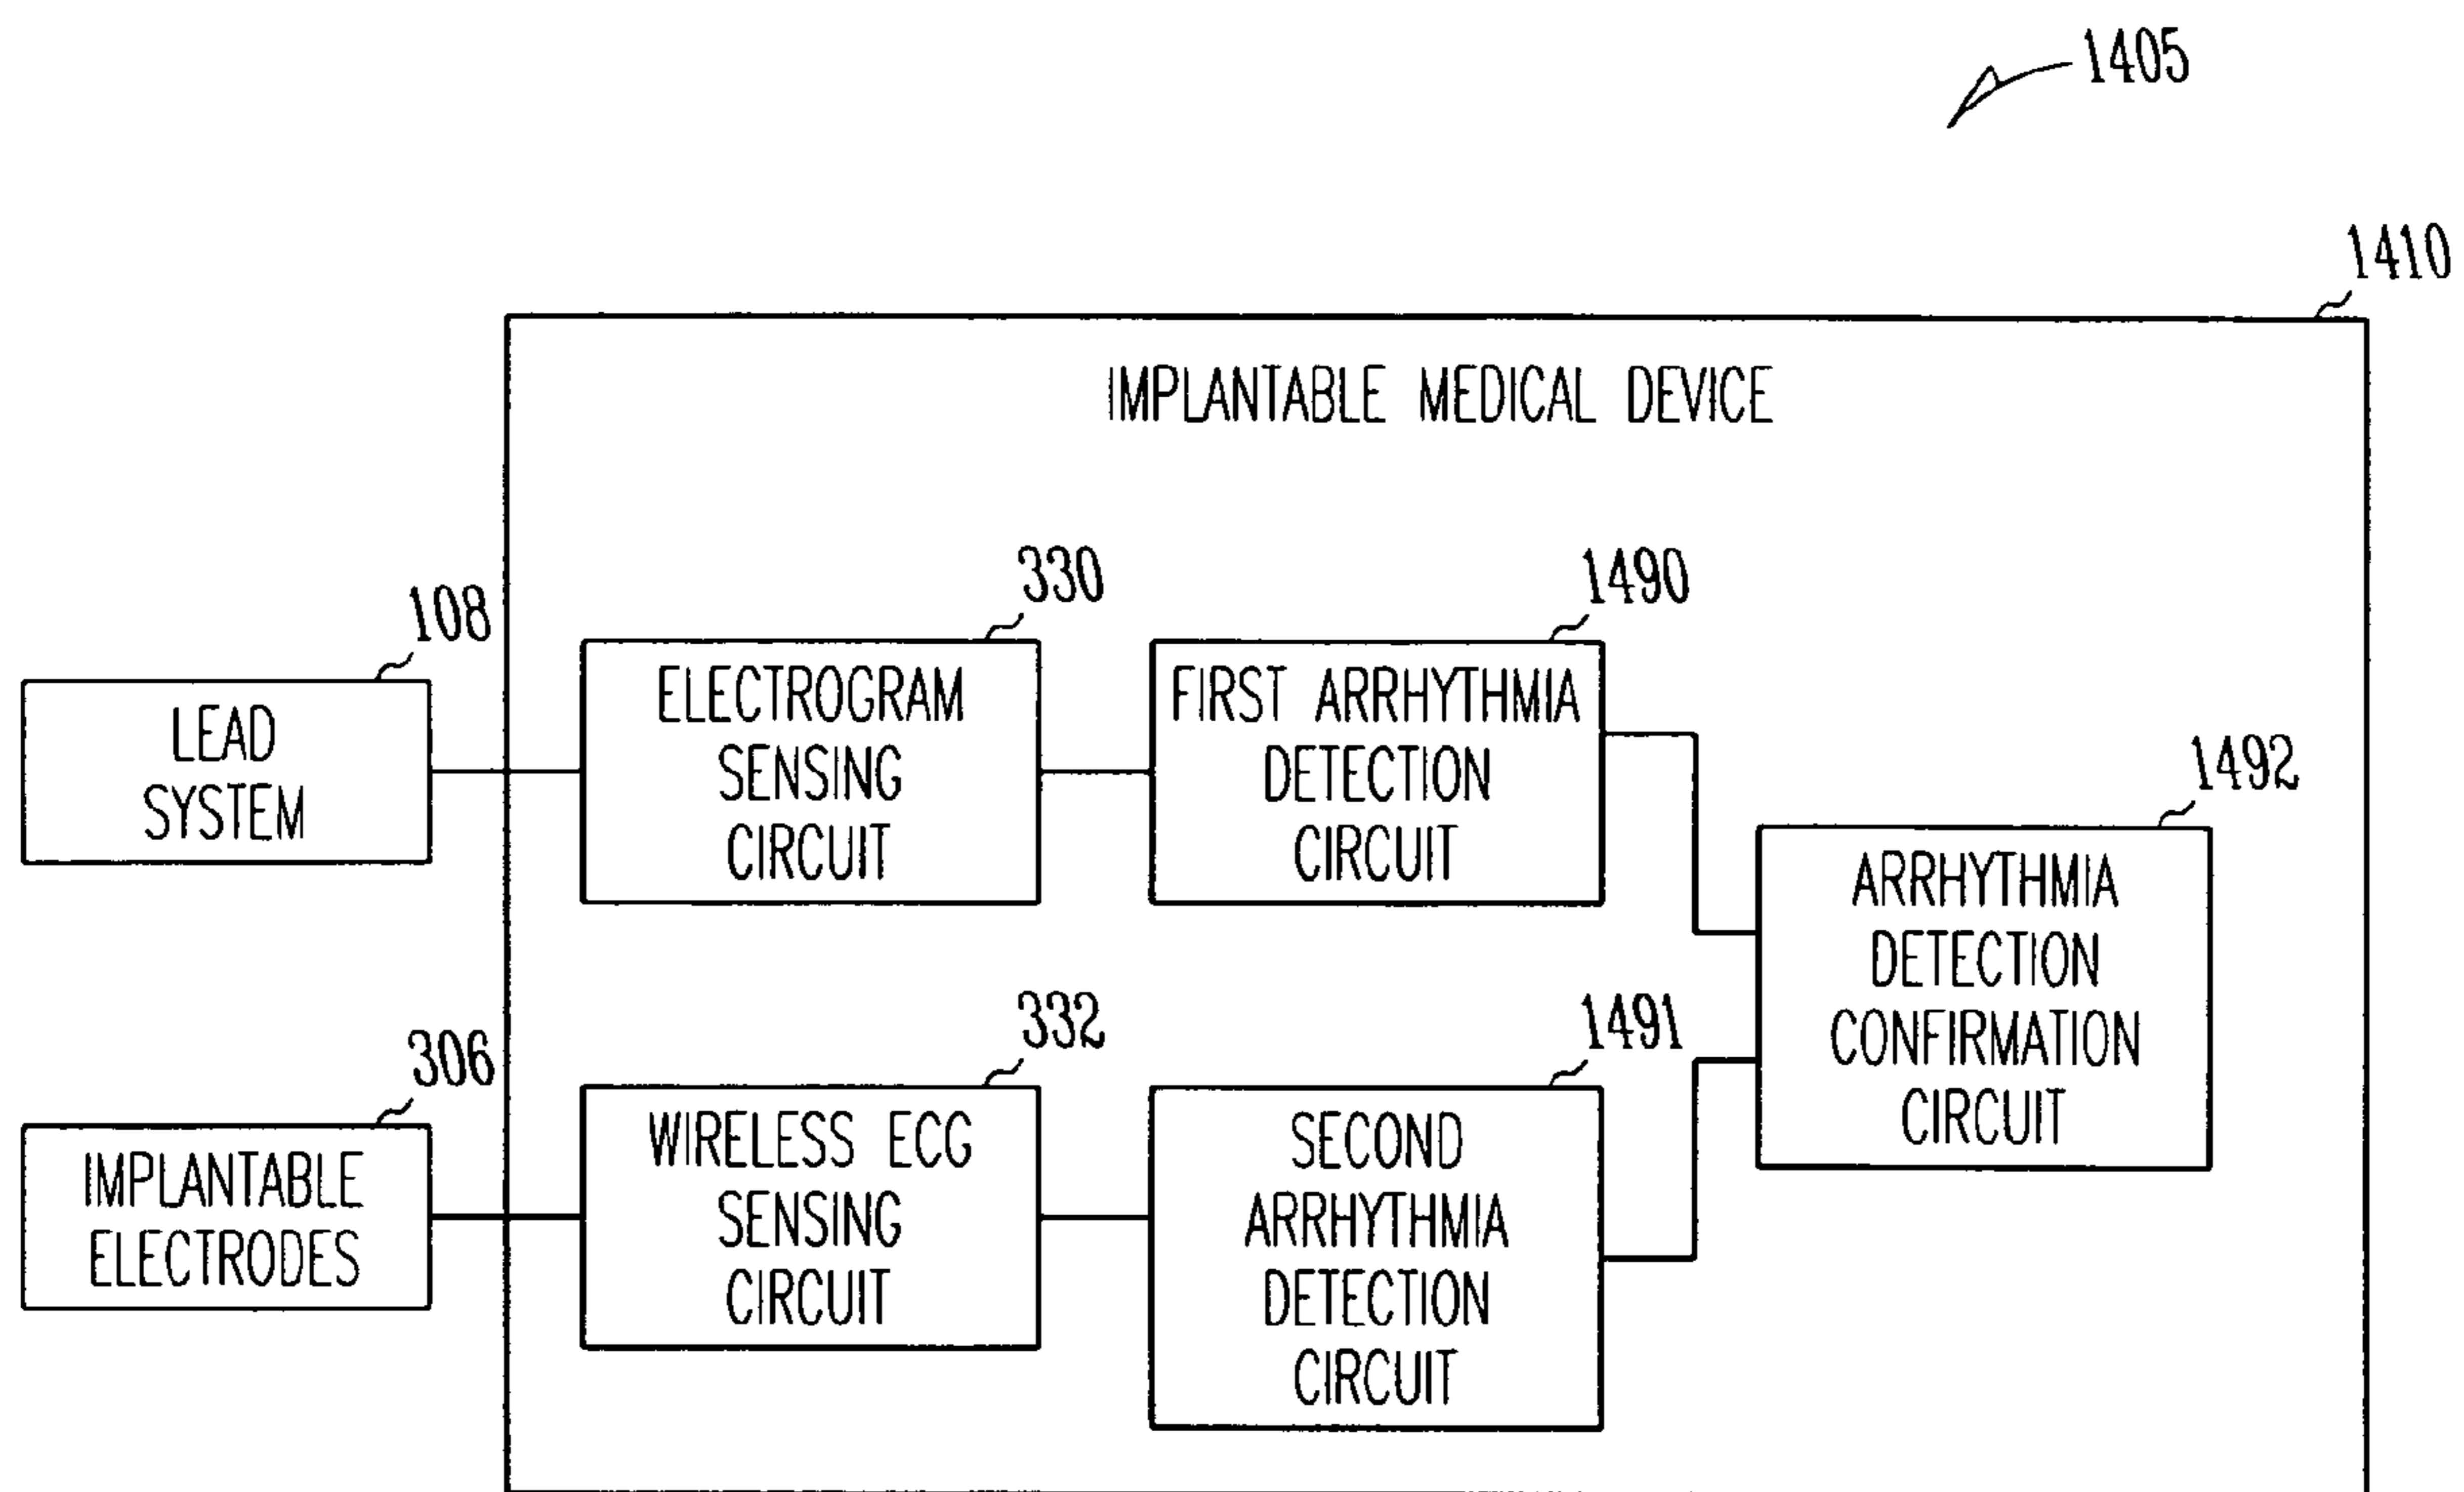 1405
1410
IMPLANTABLE MEDICAL DEVICE
108
LEAD
SYSTEM
330
ELECTROGRAM
SENSING
CIRCUIT
1490
FIRST ARRHYTHMIA
DETECTION
CIRCUIT
1492
ARRHYTHMIA
DETECTION
CONFIRMATION
CIRCUIT
306
IMPLANTABLE
ELECTRODES
332
WIRELESS ECG
SENSING
CIRCUIT
1491
SECOND
ARRHYTHMIA
DETECTION
CIRCUIT